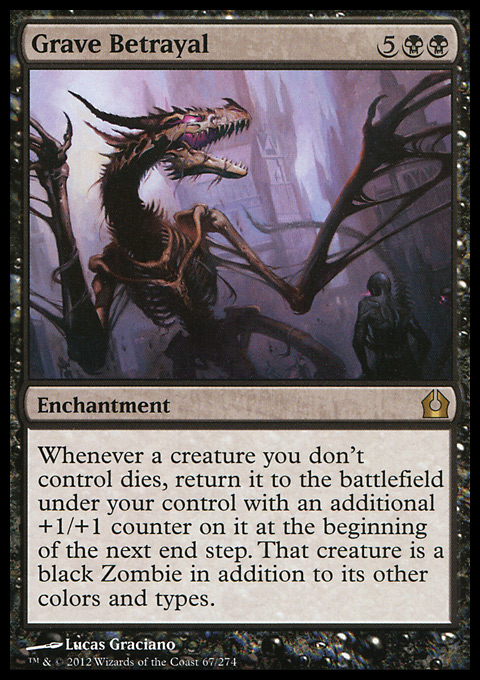 Grave Betrayal 5
Enchantment
Whenever a creature you don't
control dies, return it to the battlefield
under your control with an additional
+1/+1 counter on it at the beginning
of the next end step. That creature is a
black Zombie in addition to its other
colors and types.
Lucas Graciano
™ & © 2012 Wizards of the Coast 67/274